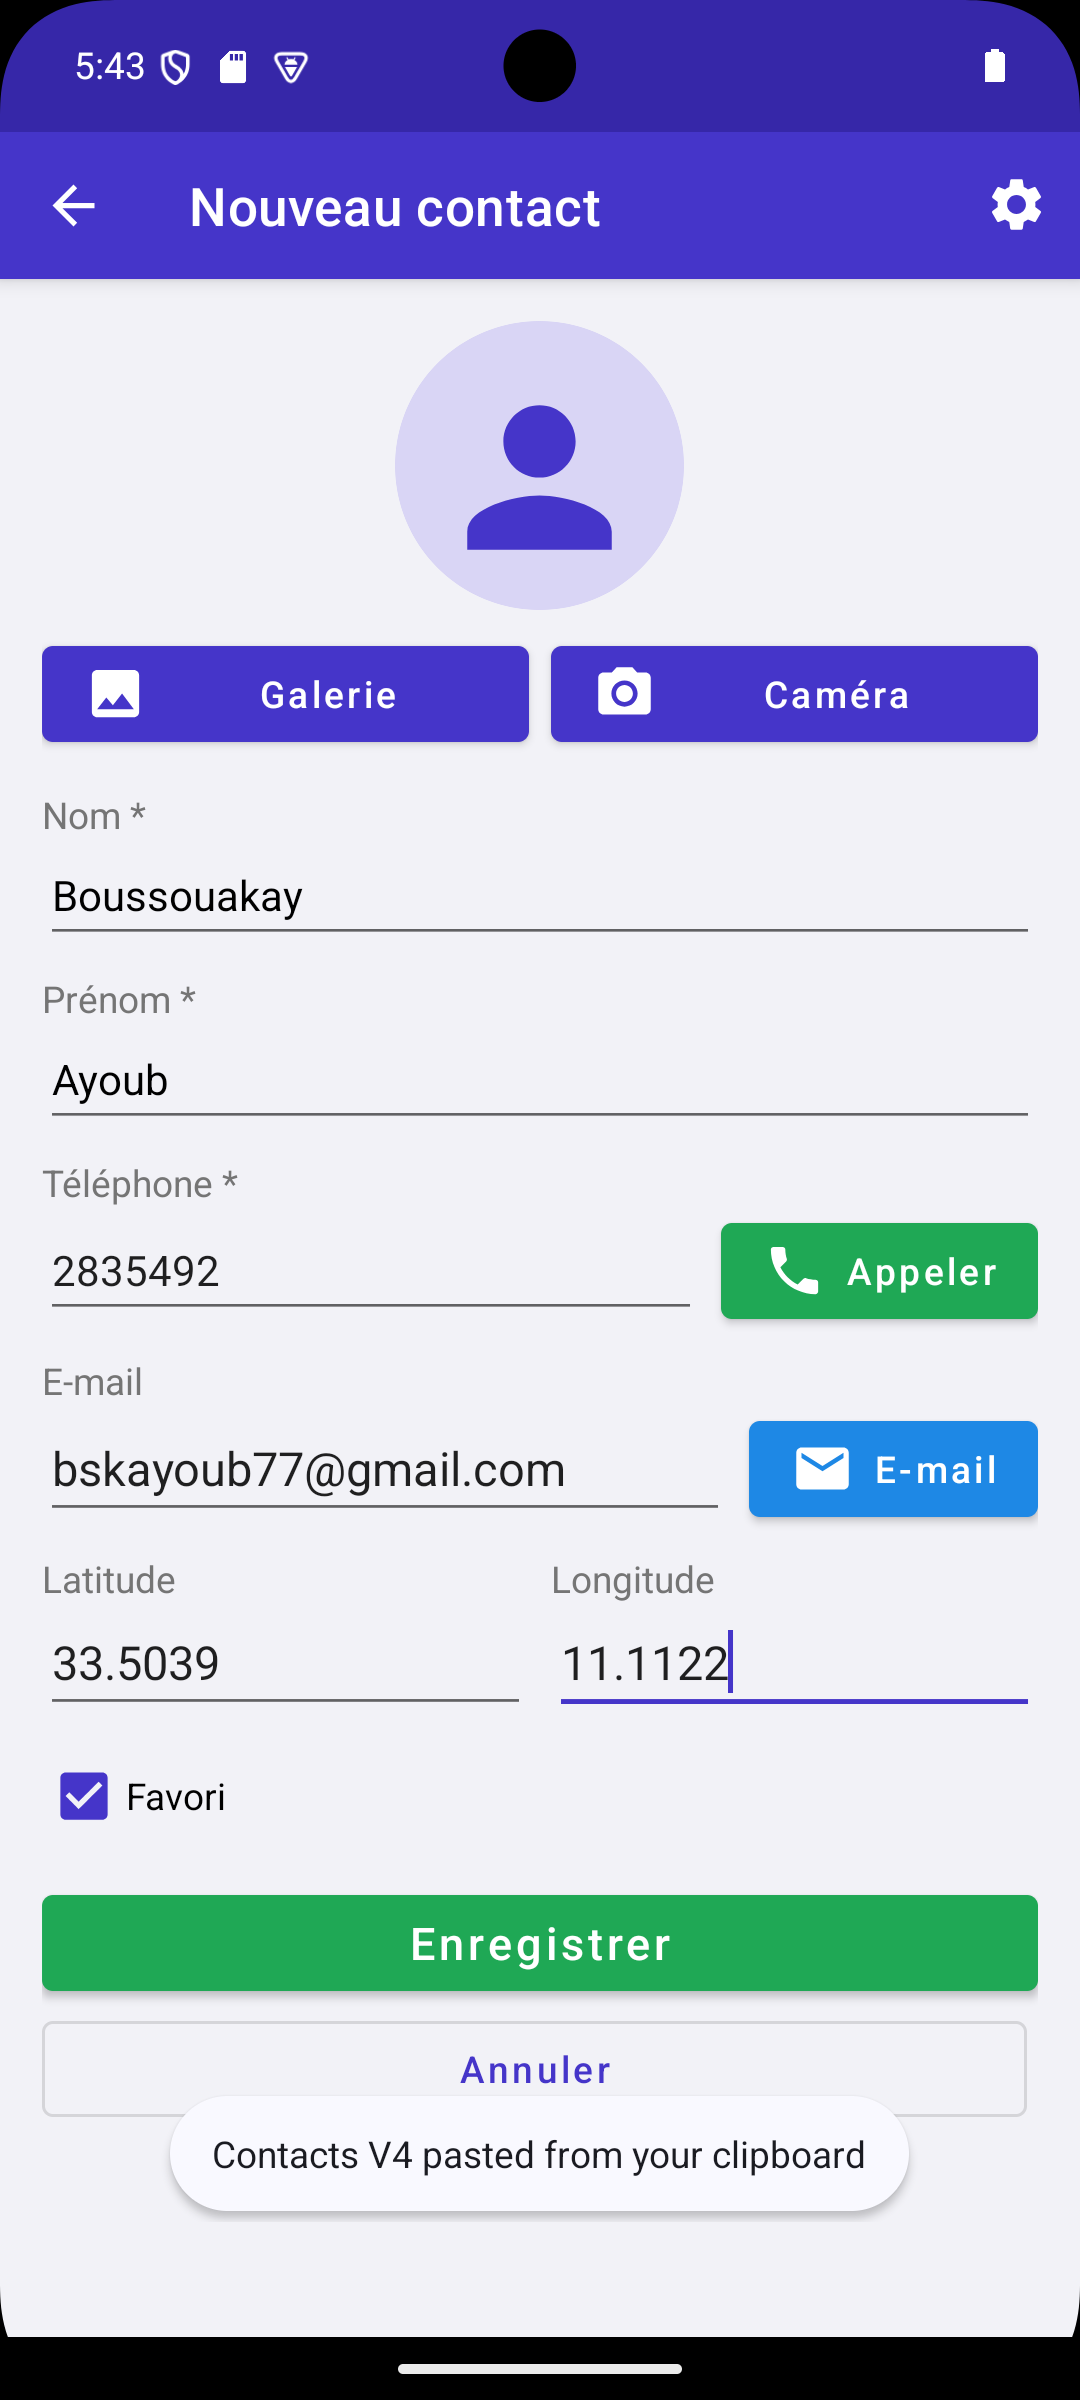 5:43
Nouveau contact
Galerie
Caméra
Nom *
Boussouakay
Prénom *
Ayoub
Téléphone *
2835492
Appeler
E-mail
bskayoub77@gmail.com
E-mail
Latitude
Longitude
33.5039
11.1122
Favori
Enregistrer
Annuler
Contacts V4 pasted from your clipboard